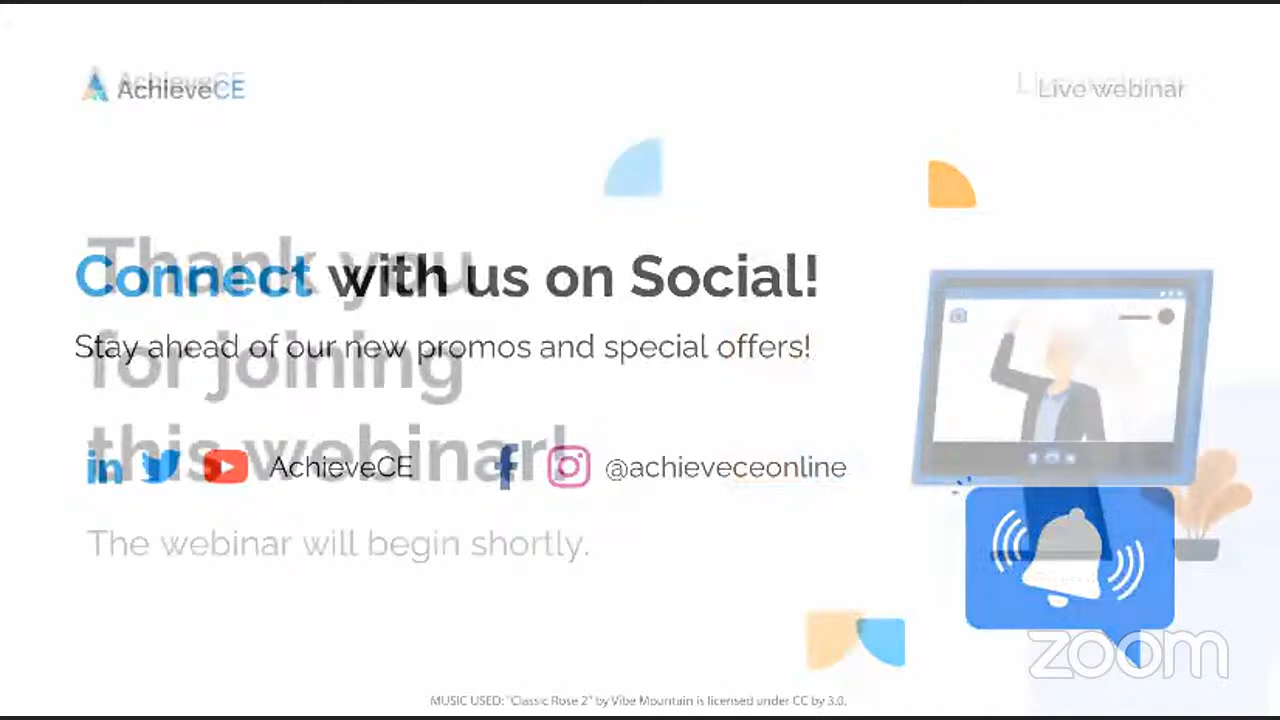 AchieveCE
Live webinar
Thank you
Connect with us on Social!
Stay ahead of our new promos and special offers!
for joining
this webinar!
in AchieveCE @achieveceonline
The webinar will begin shortly.
zoom
MUSIC USED: "Classic Rose 2" by Vibe Mountain is licensed under CC by 3.0.